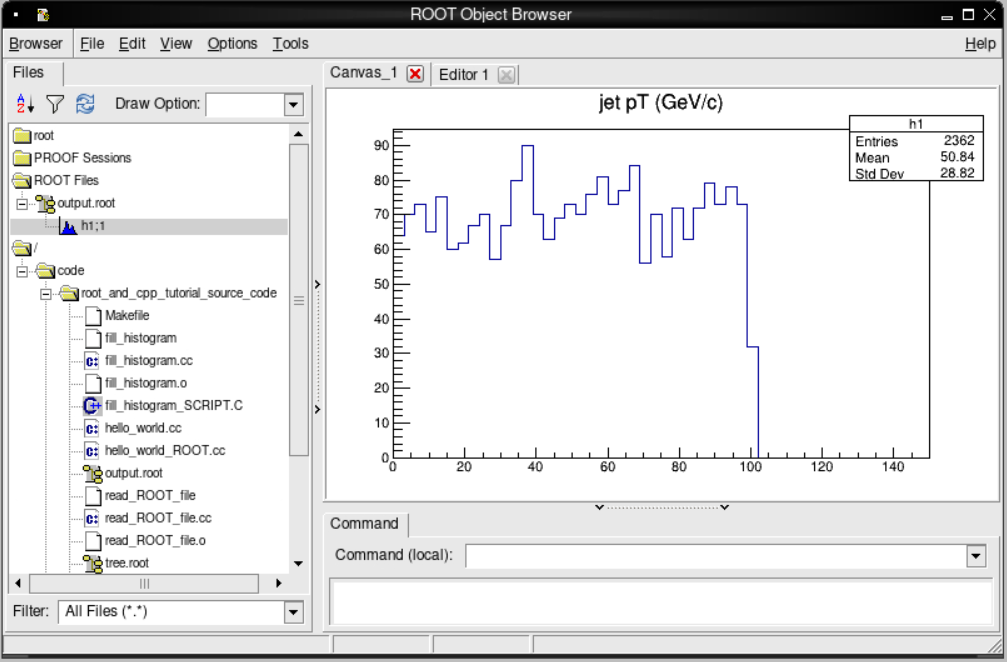 ROOT Object Browser
Browser File Edit View Options Tools Help
Files
Draw Option:
root
PROOF Sessions
ROOT Files
output.root
h1;1
/
code
root_and_cpp_tutorial_source_code
Makefile
fill_histogram
fill_histogram.cc
fill_histogram.o
fill_histogram_SCRIPT.C
hello_world.cc
hello_world_ROOT.cc
output.root
read_ROOT_file
read_ROOT_file.cc
read_ROOT_file.o
tree.root
Filter: All Files (*.*)
Canvas_1 Editor 1
jet pT (GeV/c)
h1
Entries 2362
Mean 50.84
Std Dev 28.82
90
80
70
60
50
40
30
20
10
0
0 20 40 60 80 100 120 140
Command
Command (local):